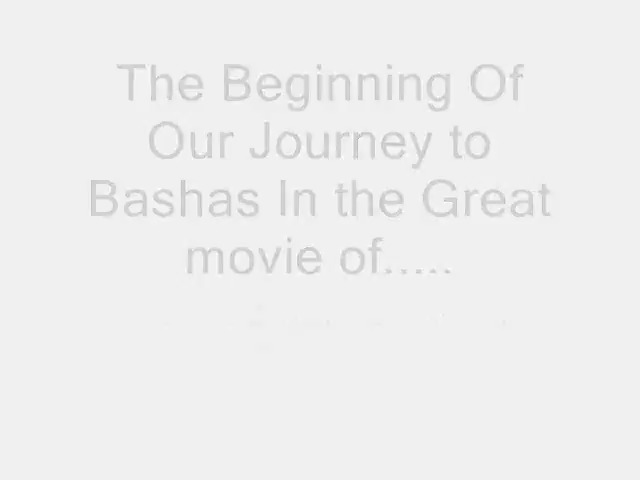 The Beginning Of
Our Journey to
Bashas In the Great
movie of.....